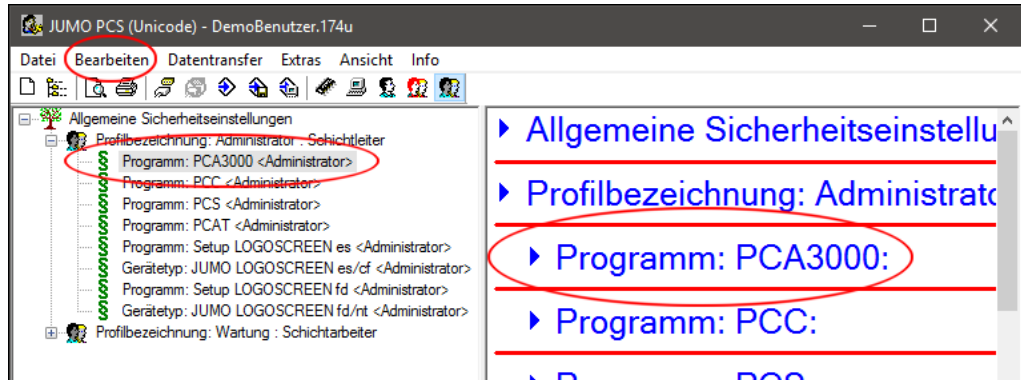 JUMO PCS (Unicode) - DemoBenutzer.174u
Datei Bearbeiten Datentransfer Extras Ansicht Info
Allgemeine Sicherheitseinstellungen
Profilbezeichnung: Administrator : Schichtleiter
Programm: PCA3000 <Administrator>
Programm: PCC <Administrator>
Programm: PCS <Administrator>
Programm: PCAT <Administrator>
Programm: Setup LOGOSCREEN es <Administrator>
Gerätetyp: JUMO LOGOSCREEN es/cf <Administrator>
Programm: Setup LOGOSCREEN fd <Administrator>
Gerätetyp: JUMO LOGOSCREEN fd/nt <Administrator>
Profilbezeichnung: Wartung : Schichtarbeiter
Allgemeine Sicherheitseinstellu
Profilbezeichnung: Administrato
Programm: PCA3000:
Programm: PCC: